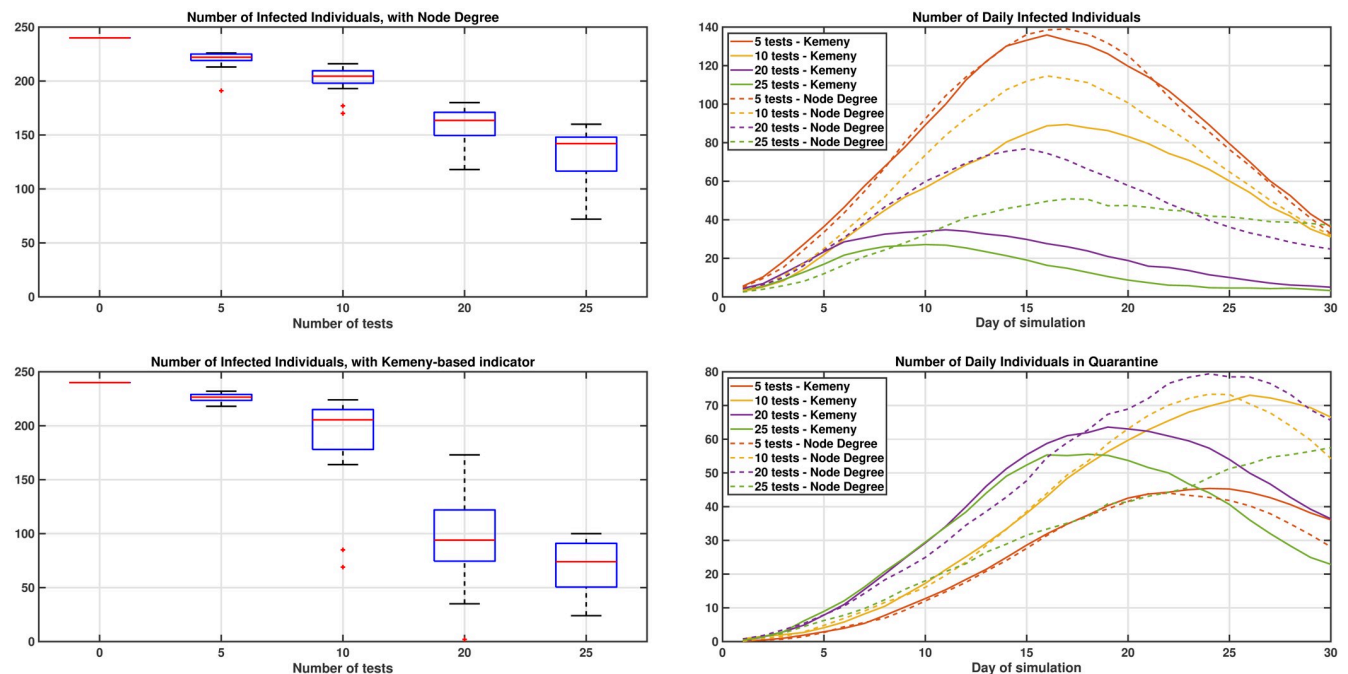 Number of Infected Individuals, with Node Degree
250
200
150
100
50
0
0 5 10 20 25
Number of tests
Number of Daily Infected Individuals
140
120
100
80
60
40
20
0
5 tests - Kemeny
10 tests - Kemeny
20 tests - Kemeny
25 tests - Kemeny
5 tests - Node Degree
10 tests - Node Degree
20 tests - Node Degree
25 tests - Node Degree
0 5 10 15 20 25 30
Day of simulation
Number of Infected Individuals, with Kemeny-based indicator
250
200
150
100
50
0
0 5 10 20 25
Number of tests
Number of Daily Individuals in Quarantine
80
70
60
50
40
30
20
10
0
5 tests - Kemeny
10 tests - Kemeny
20 tests - Kemeny
25 tests - Kemeny
5 tests - Node Degree
10 tests - Node Degree
20 tests - Node Degree
25 tests - Node Degree
0 5 10 15 20 25 30
Day of simulation